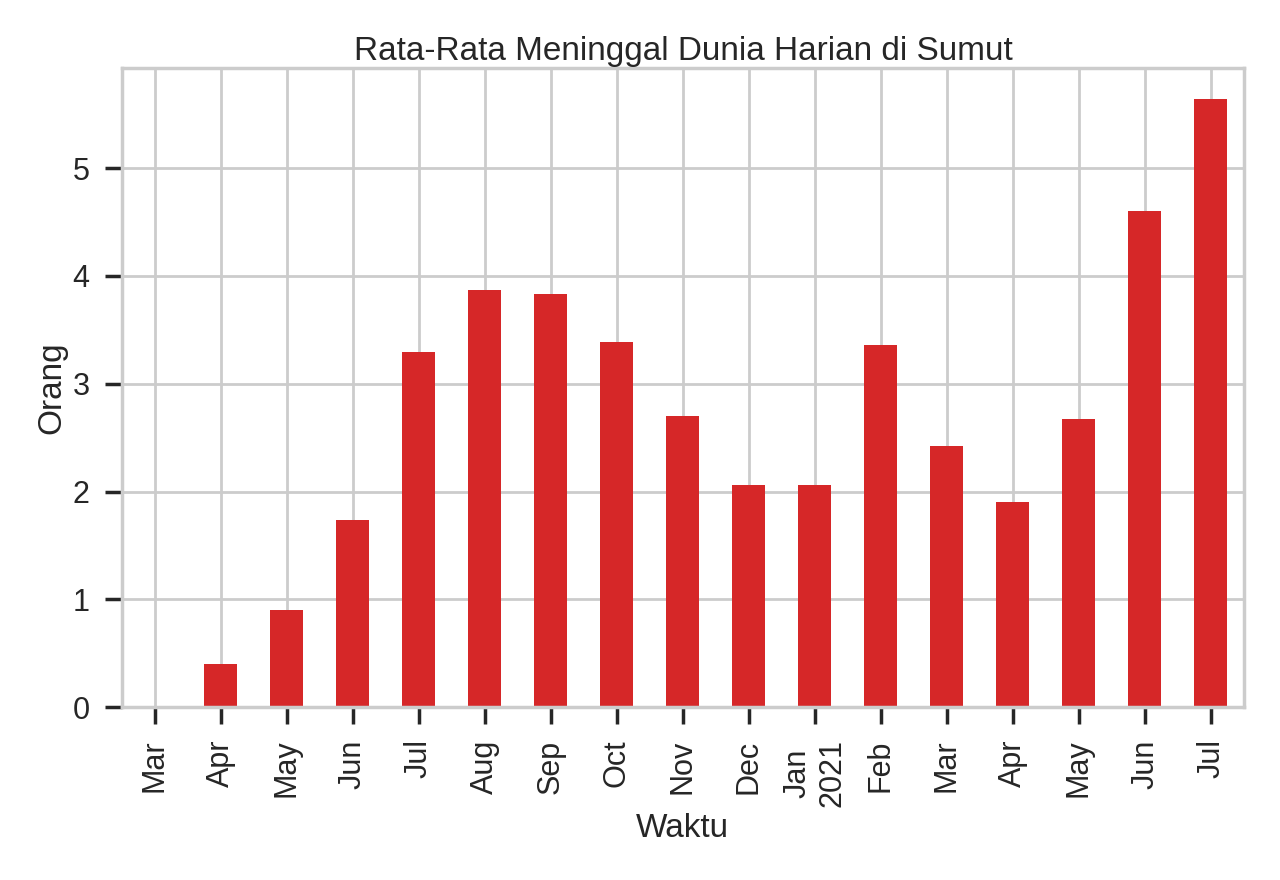 Rata-Rata Meninggal Dunia Harian di Sumut
5
4
3
2
1
0
Orang
Mar
Apr
May
Jun
Jul
Aug
Sep
Oct
Nov
Dec
Jan
2021
Feb
Mar
Apr
May
Jun
Jul
Waktu